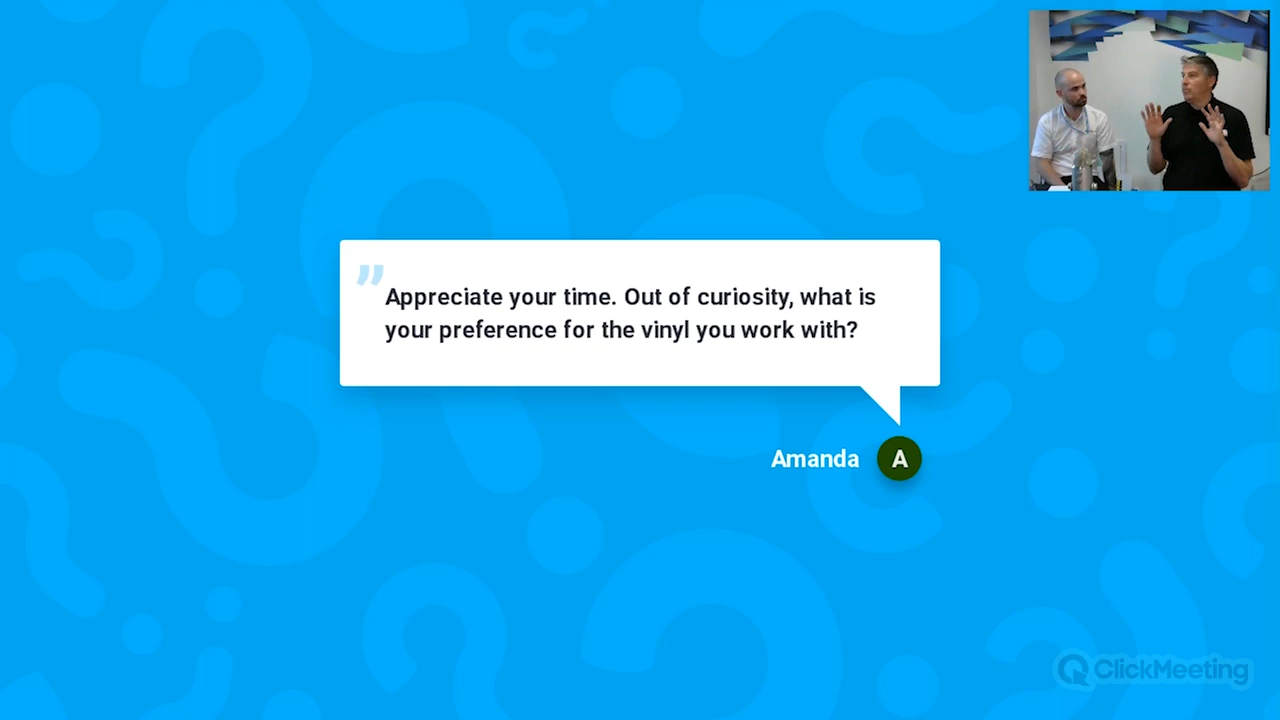 "
Appreciate your time. Out of curiosity, what is
your preference for the vinyl you work with?
Amanda A
ClickMeeting